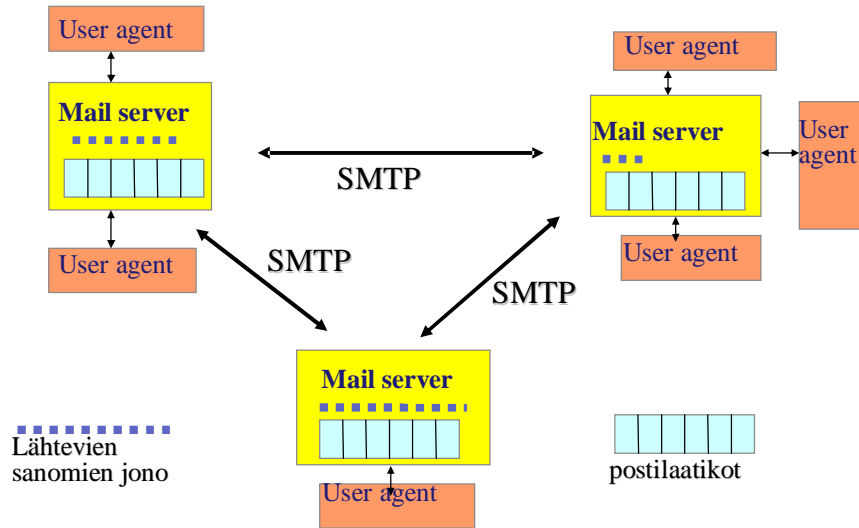 User agent
User agent
Mail server
Mail server
User
agent
SMTP
User agent
User agent
SMTP
SMTP
Mail server
Lähtevien
sanomien jono
postilaatikot
User agent